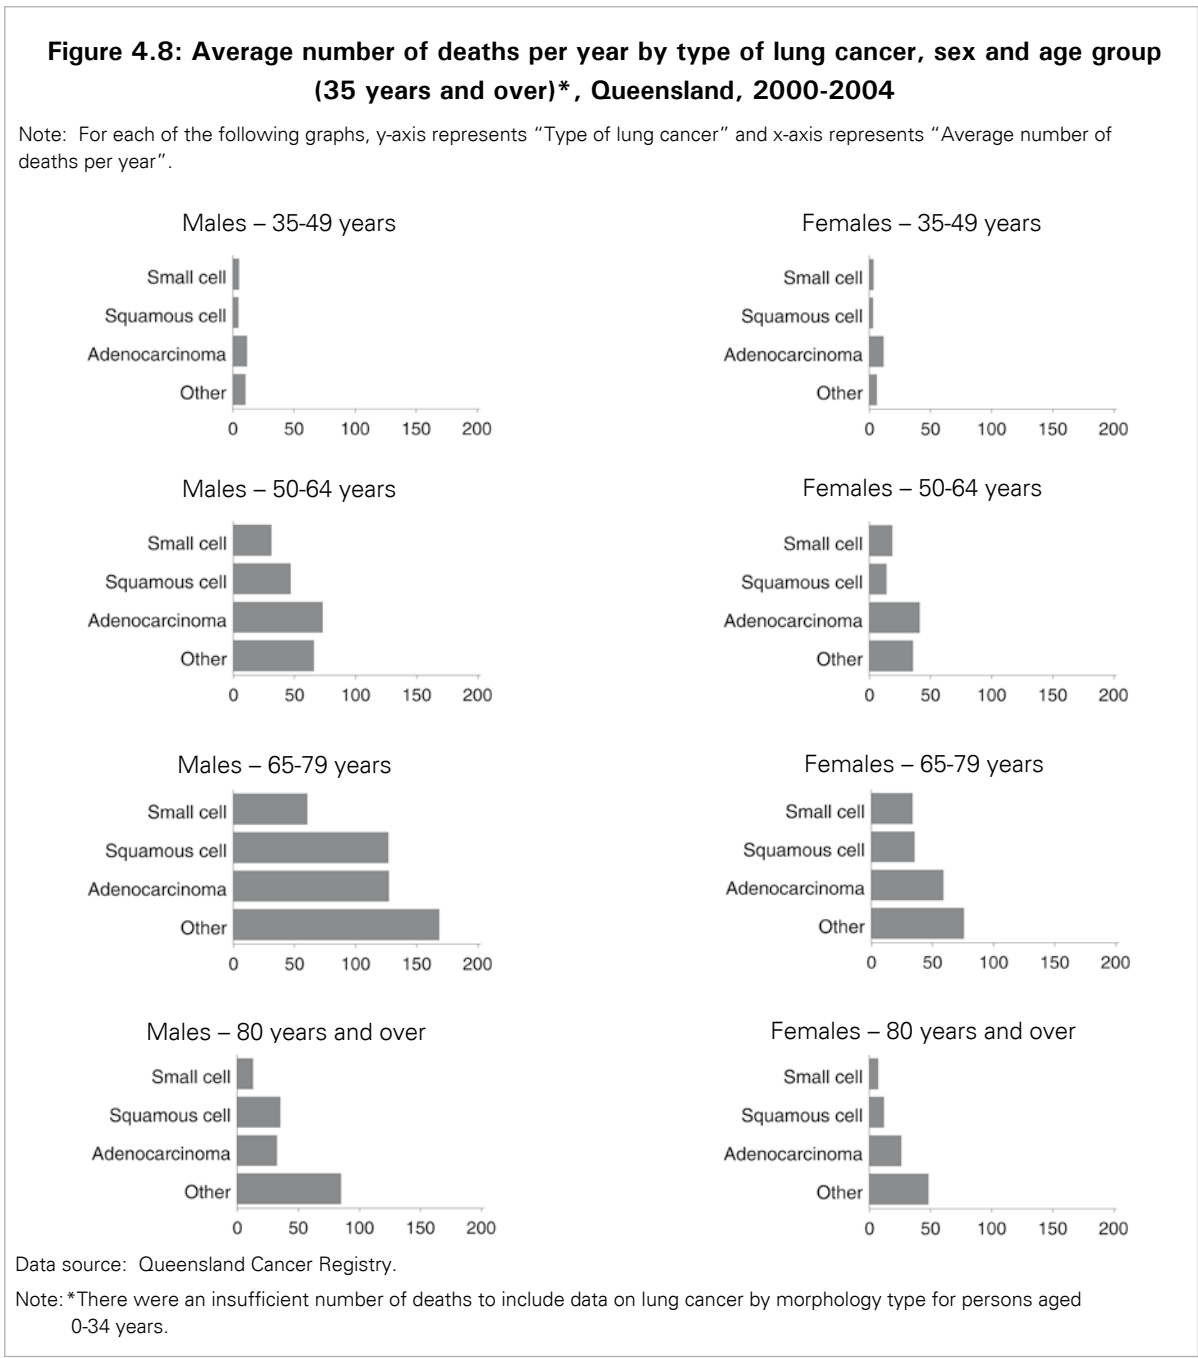 Figure 4.8: Average number of deaths per year by type of lung cancer, sex and age group
(35 years and over)*, Queensland, 2000-2004
Note: For each of the following graphs, y-axis represents “Type of lung cancer” and x-axis represents “Average number of
deaths per year”.
Males – 35-49 years
Small cell
Squamous cell
Adenocarcinoma
Other
0 50 100 150 200
Females – 35-49 years
Small cell
Squamous cell
Adenocarcinoma
Other
0 50 100 150 200
Males – 50-64 years
Small cell
Squamous cell
Adenocarcinoma
Other
0 50 100 150 200
Females – 50-64 years
Small cell
Squamous cell
Adenocarcinoma
Other
0 50 100 150 200
Males – 65-79 years
Small cell
Squamous cell
Adenocarcinoma
Other
0 50 100 150 200
Females – 65-79 years
Small cell
Squamous cell
Adenocarcinoma
Other
0 50 100 150 200
Males – 80 years and over
Small cell
Squamous cell
Adenocarcinoma
Other
0 50 100 150 200
Females – 80 years and over
Small cell
Squamous cell
Adenocarcinoma
Other
0 50 100 150 200
Data source: Queensland Cancer Registry.
Note: *There were an insufficient number of deaths to include data on lung cancer by morphology type for persons aged
0-34 years.